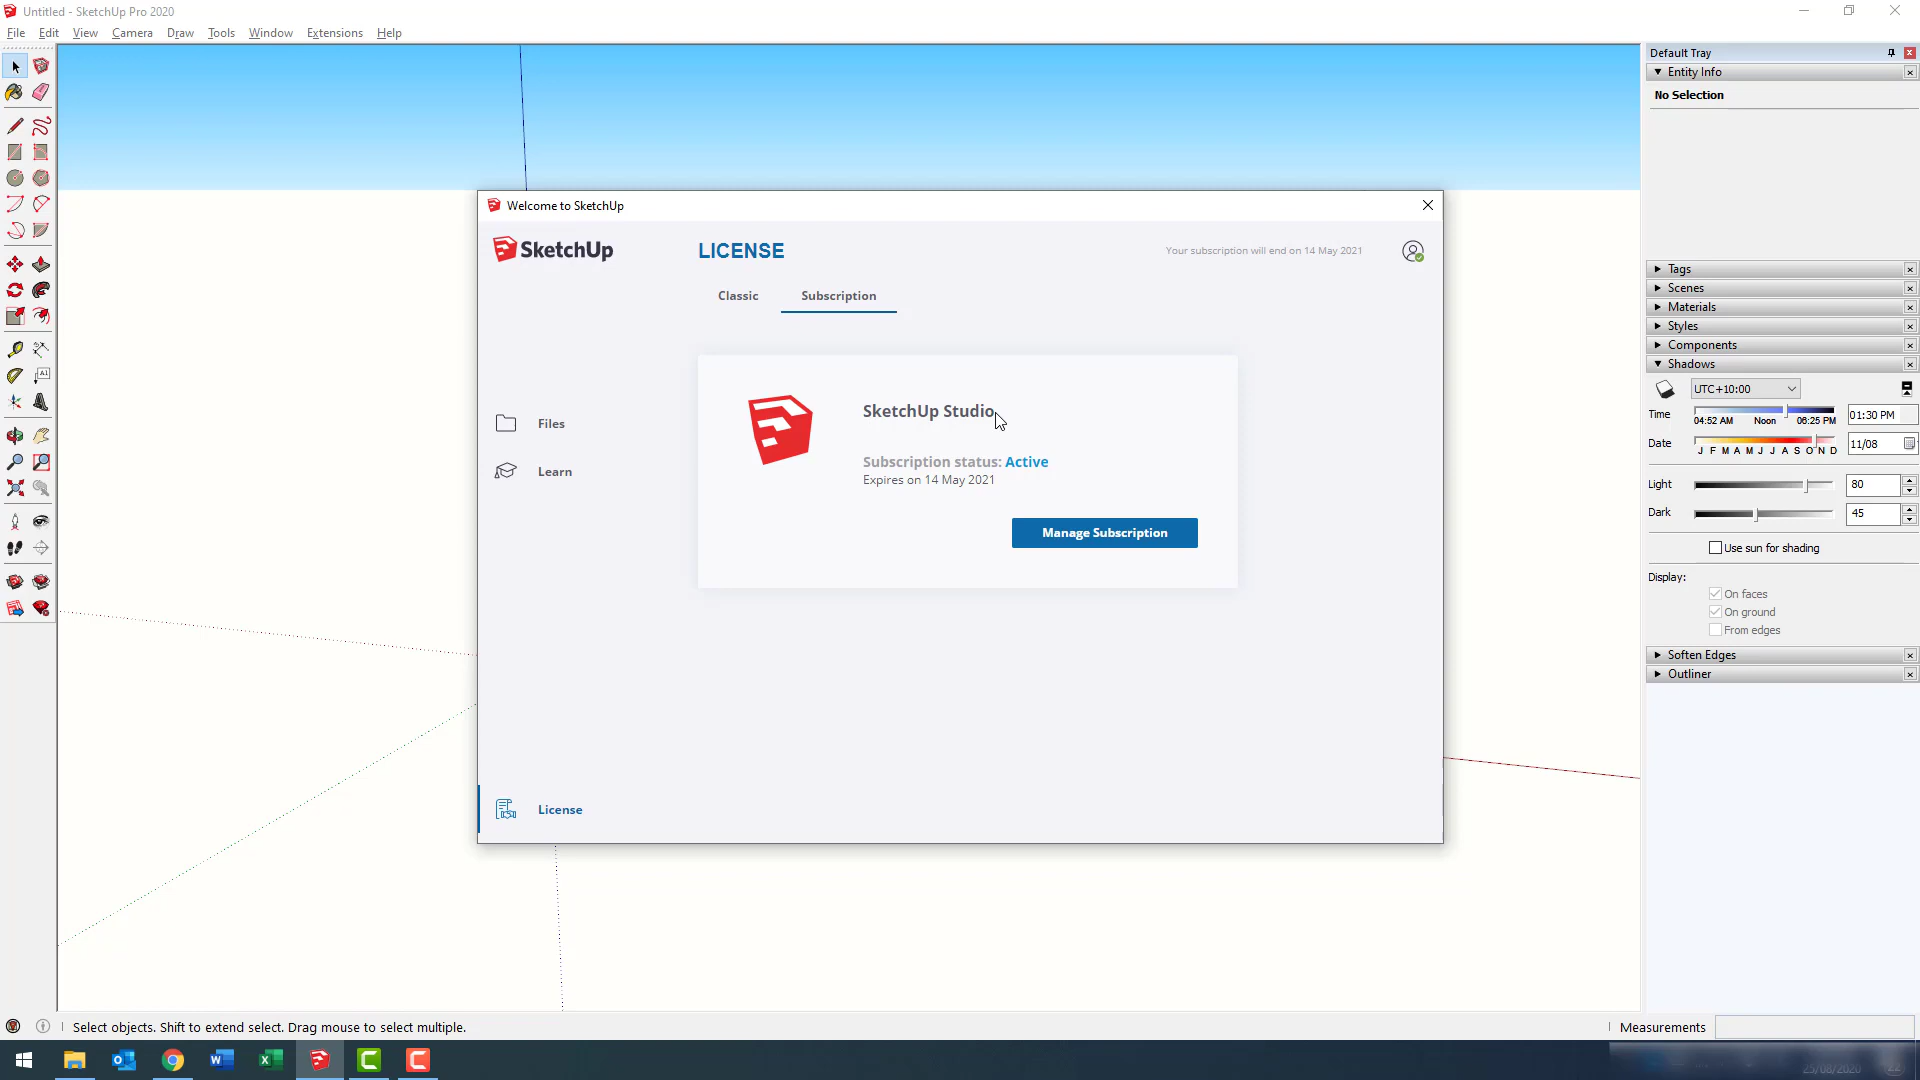 Untitled - SketchUp Pro 2020
File Edit View Camera Draw Tools Window Extensions Help
Default Tray
Entity Info
No Selection
Welcome to SketchUp
SketchUp
LICENSE
Your subscription will end on 14 May 2021
Classic Subscription
Files
Learn
SketchUp Studio
Subscription status: Active
Expires on 14 May 2021
Manage Subscription
License
Tags
Scenes
Materials
Styles
Components
Shadows
UTC+10:00
Time 01:30 PM
04:52 AM Noon 06:25 PM
Date 11/08
J F M A M J J A S O N D
Light 80
Dark 45
Use sun for shading
Display:
On faces
On ground
From edges
Soften Edges
Outliner
Select objects. Shift to extend select. Drag mouse to select multiple.
Measurements
25/08/2020